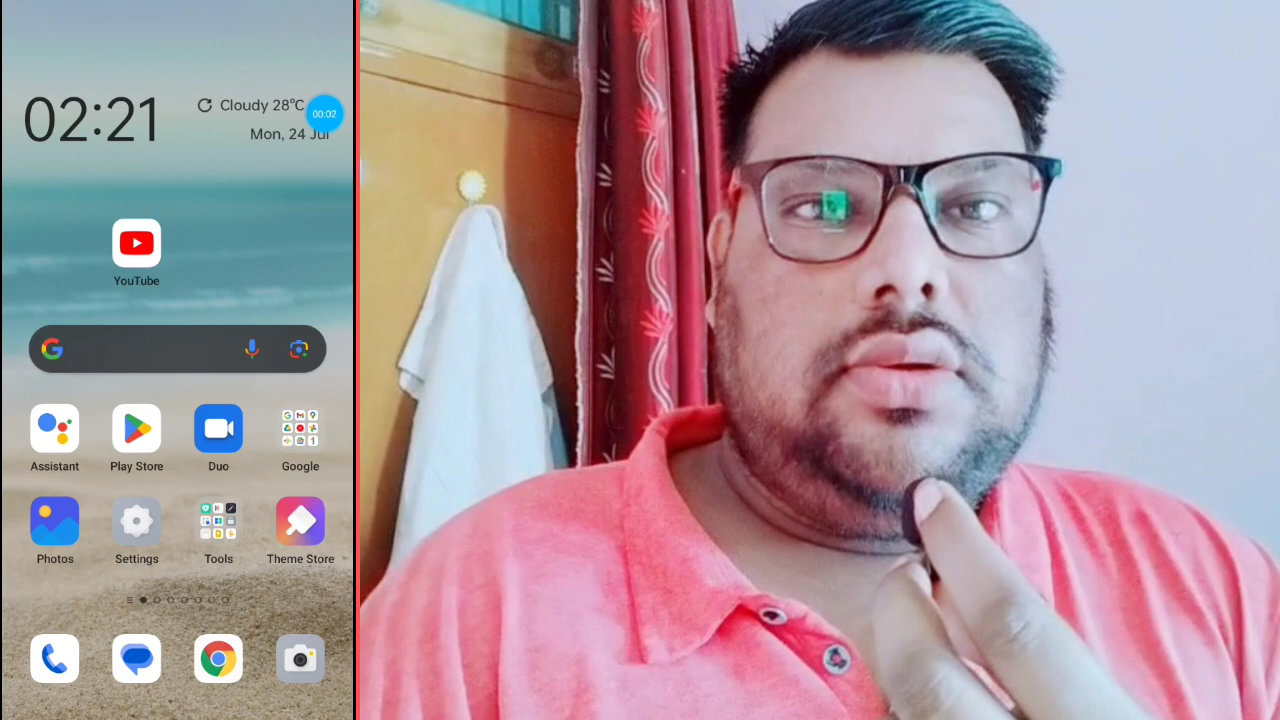 02:21
Cloudy 28°C
00:02
Mon, 24 Jul
YouTube
Assistant
Play Store
Duo
Google
Photos
Settings
Tools
Theme Store